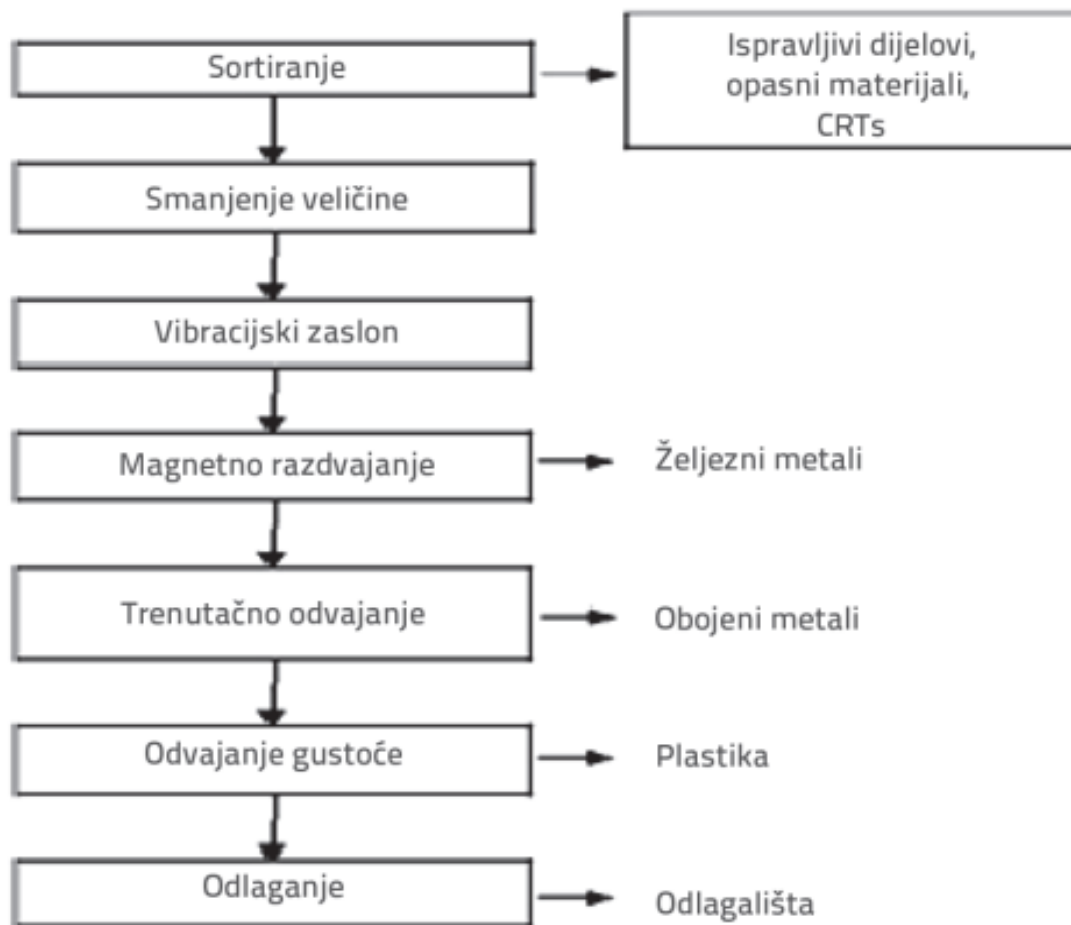 Sortiranje
Ispravljivi dijelovi,
opasni materijali,
CRTs
Smanjenje veličine
Vibracijski zaslon
Magnetno razdvajanje
Željezni metali
Trenutačno odvajanje
Obojeni metali
Odvajanje gustoće
Plastika
Odlaganje
Odlagališta